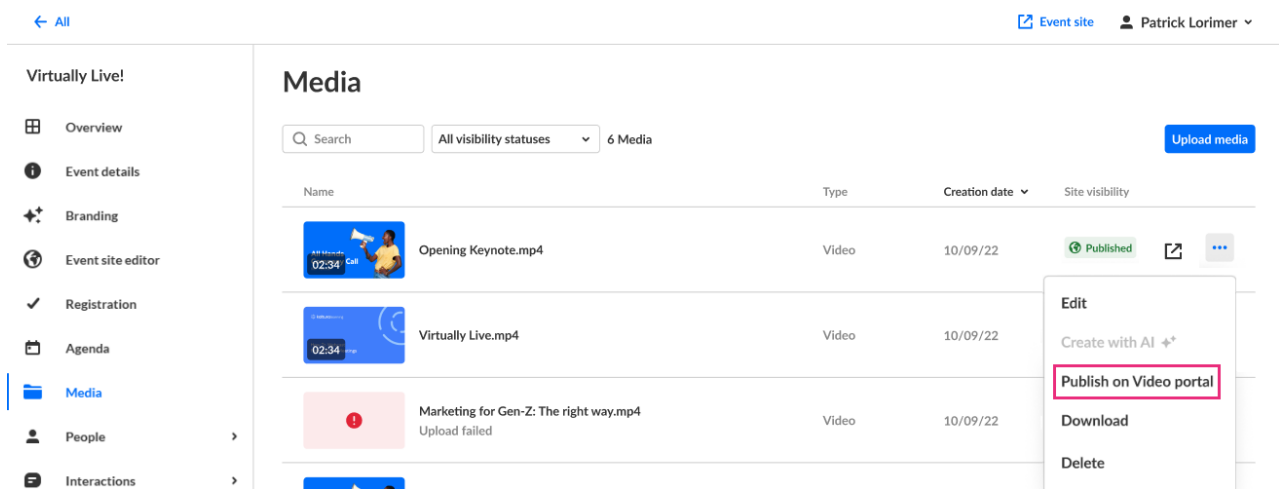 ← All
Event site
Patrick Lorimer
Virtually Live!
Overview
Event details
Branding
Event site editor
Registration
Agenda
Media
People
Interactions
Media
Search
All visibility statuses
6 Media
Upload media
Name Type Creation date Site visibility
All Hands
Call
02:34
Opening Keynote.mp4 Video 10/09/22 Published
02:34
Virtually Live.mp4 Video 10/09/22
Marketing for Gen-Z: The right way.mp4 Video 10/09/22
Upload failed
Edit
Create with AI
Publish on Video portal
Download
Delete